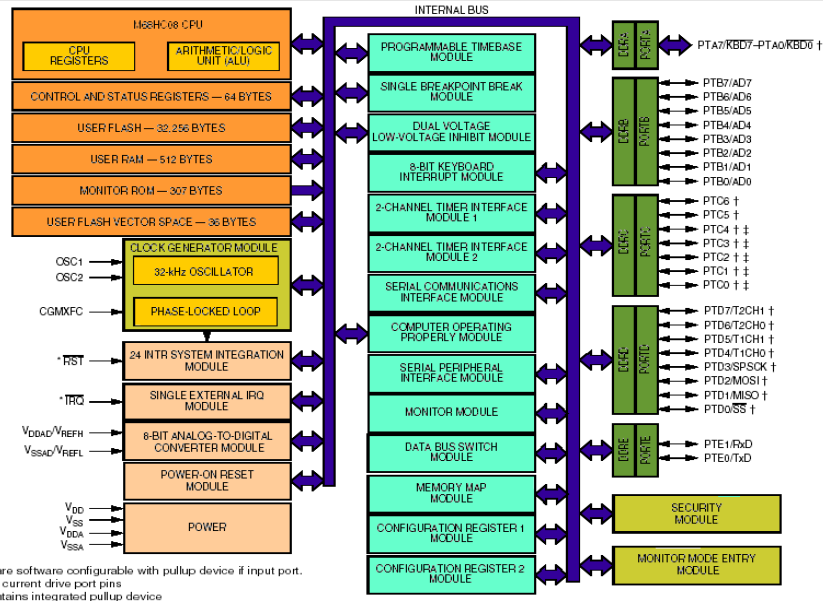 INTERNAL BUS
M68HC08 CPU
CPU
REGISTERS
ARITHMETIC/LOGIC
UNIT (ALU)
CONTROL AND STATUS REGISTERS — 64 BYTES
USER FLASH — 32,256 BYTES
USER RAM — 512 BYTES
MONITOR ROM — 307 BYTES
USER FLASH VECTOR SPACE — 36 BYTES
CLOCK GENERATOR MODULE
32-kHz OSCILLATOR
PHASE-LOCKED LOOP
OSC1
OSC2
CGMXFC
* RST
24 INTR SYSTEM INTEGRATION
MODULE
* IRQ
SINGLE EXTERNAL IRQ
MODULE
VDDAD/VREFH
VSSAD/VREFL
8-BIT ANALOG-TO-DIGITAL
CONVERTER MODULE
POWER-ON RESET
MODULE
VDD
VSS
VDDA
VSSA
POWER
PROGRAMMABLE TIMEBASE
MODULE
SINGLE BREAKPOINT BREAK
MODULE
DUAL VOLTAGE
LOW-VOLTAGE INHIBIT MODULE
8-BIT KEYBOARD
INTERRUPT MODULE
2-CHANNEL TIMER INTERFACE
MODULE 1
2-CHANNEL TIMER INTERFACE
MODULE 2
SERIAL COMMUNICATIONS
INTERFACE MODULE
COMPUTER OPERATING
PROPERLY MODULE
SERIAL PERIPHERAL
INTERFACE MODULE
MONITOR MODULE
DATA BUS SWITCH
MODULE
MEMORY MAP
MODULE
CONFIGURATION REGISTER 1
MODULE
CONFIGURATION REGISTER 2
MODULE
DDRA
PORTA
PTA7/KBD7–PTA0/KBD0 †
DDRB
PORTB
PTB7/AD7
PTB6/AD6
PTB5/AD5
PTB4/AD4
PTB3/AD3
PTB2/AD2
PTB1/AD1
PTB0/AD0
DDRC
PORTC
PTC6 †
PTC5 †
PTC4 † ‡
PTC3 † ‡
PTC2 † ‡
PTC1 † ‡
PTC0 † ‡
DDRD
PORTD
PTD7/T2CH1 †
PTD6/T2CH0 †
PTD5/T1CH1 †
PTD4/T1CH0 †
PTD3/SPSCK †
PTD2/MOSI †
PTD1/MISO †
PTD0/SS †
DDRE
PORTE
PTE1/RxD
PTE0/TxD
SECURITY
MODULE
MONITOR MODE ENTRY
MODULE
are software configurable with pullup device if input port.
current drive port pins
tains integrated pullup device